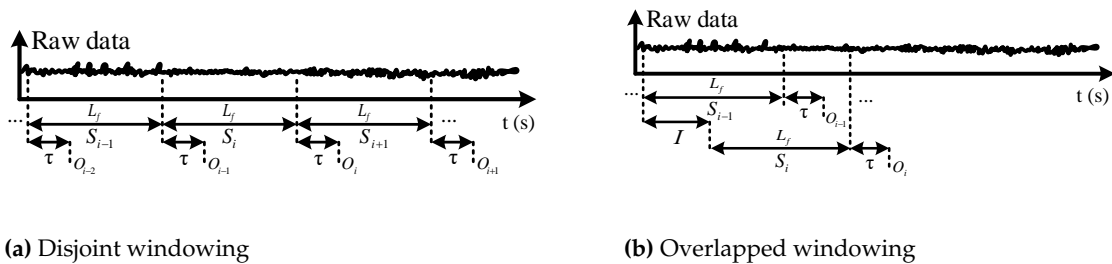 Raw data
t (s)
... L_f L_f L_f ...
S_{i-1} S_i S_{i+1}
τ O_{i-2} τ O_{i-1} τ O_i τ O_{i+1}
(a) Disjoint windowing
Raw data
t (s)
... L_f ...
S_{i-1} τ O_{i-1}
I L_f
S_i τ O_i
(b) Overlapped windowing